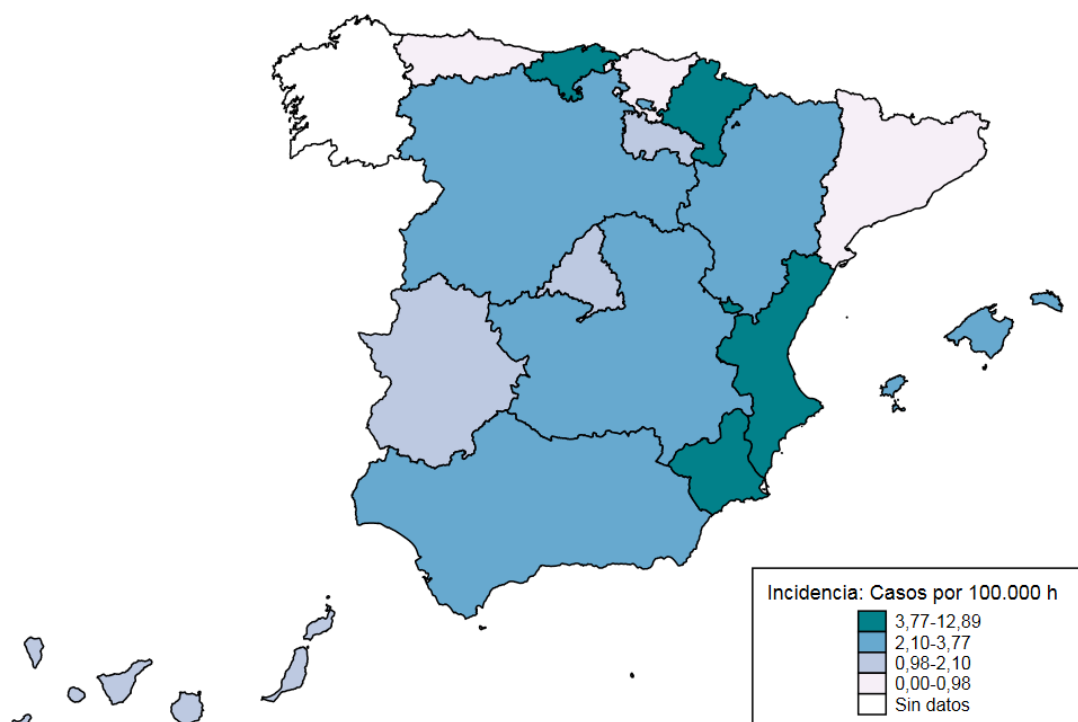 Incidencia: Casos por 100.000 h
3,77-12,89
2,10-3,77
0,98-2,10
0,00-0,98
Sin datos